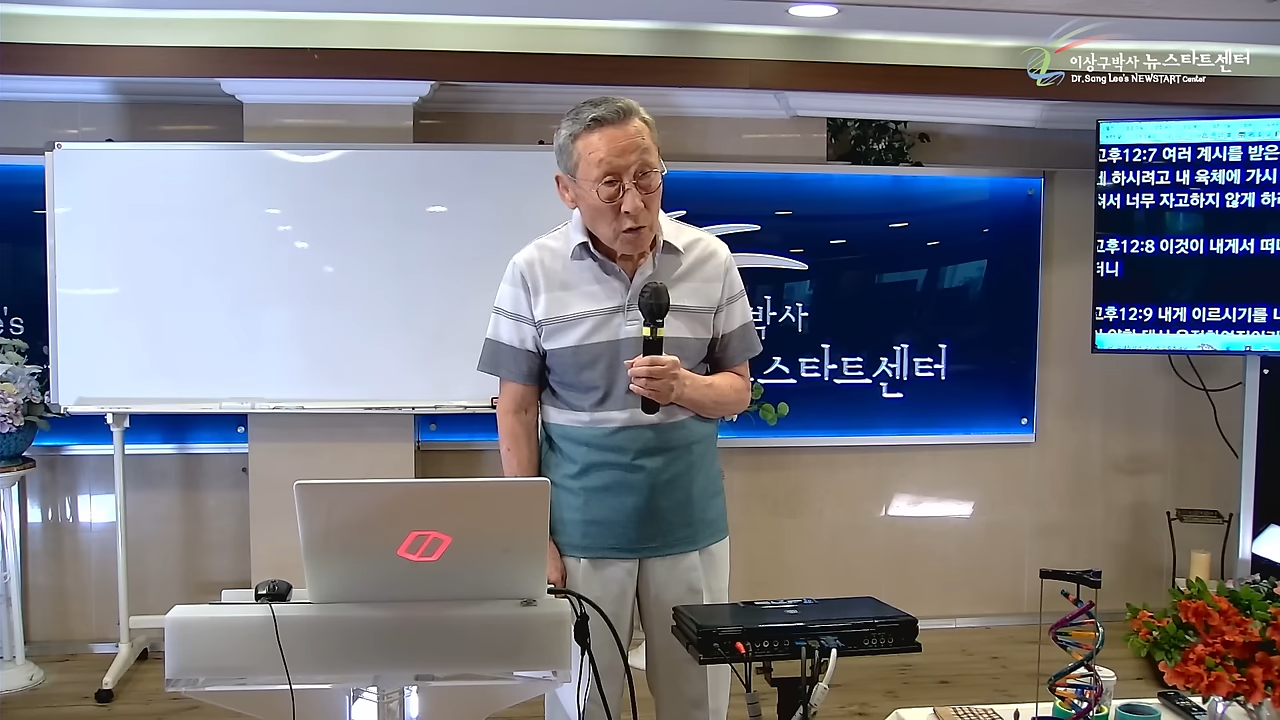 이상구박사 뉴스타트센터
Dr.Sang Lee's NEWSTART Center
고후12:7 여러 계시를 받은
하시려고 내 육체에 가시
셔서 너무 자고하지 않게 하
고후12:8 이것이 내게서 떠
더니
고후12:9 내게 이르시기를
e's
박사
뉴스타트센터